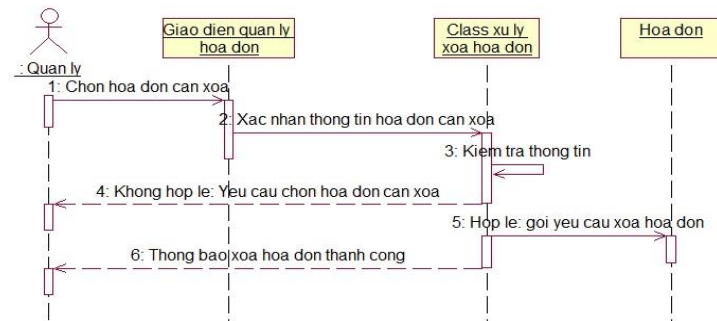 Giao dien quan ly
hoa don
Class xu ly
xoa hoa don
Hoa don
: Quan ly
1: Chon hoa don can xoa
2: Xac nhan thong tin hoa don can xoa
3: Kiem tra thong tin
4: Khong hop le: Yeu cau chon hoa don can xoa
5: Hop le: goi yeu cau xoa hoa don
6: Thong bao xoa hoa don thanh cong